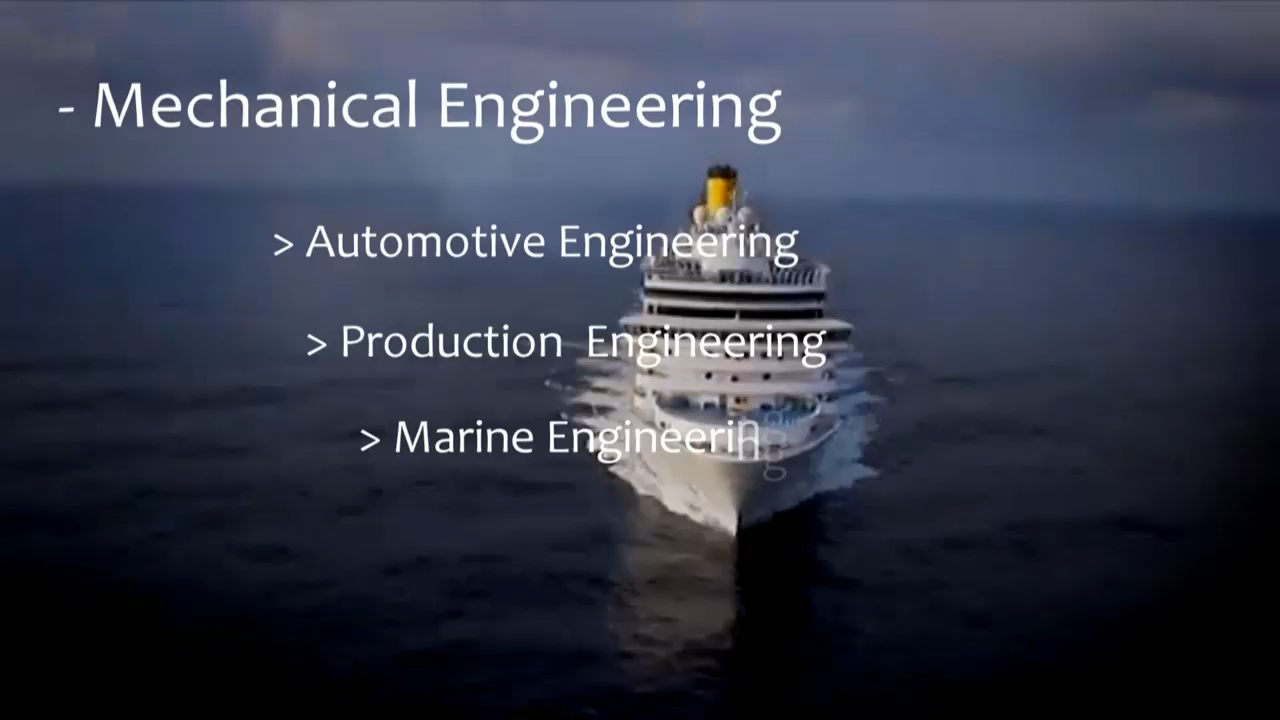 - Mechanical Engineering
> Automotive Engineering
> Production Engineering
> Marine Engineering